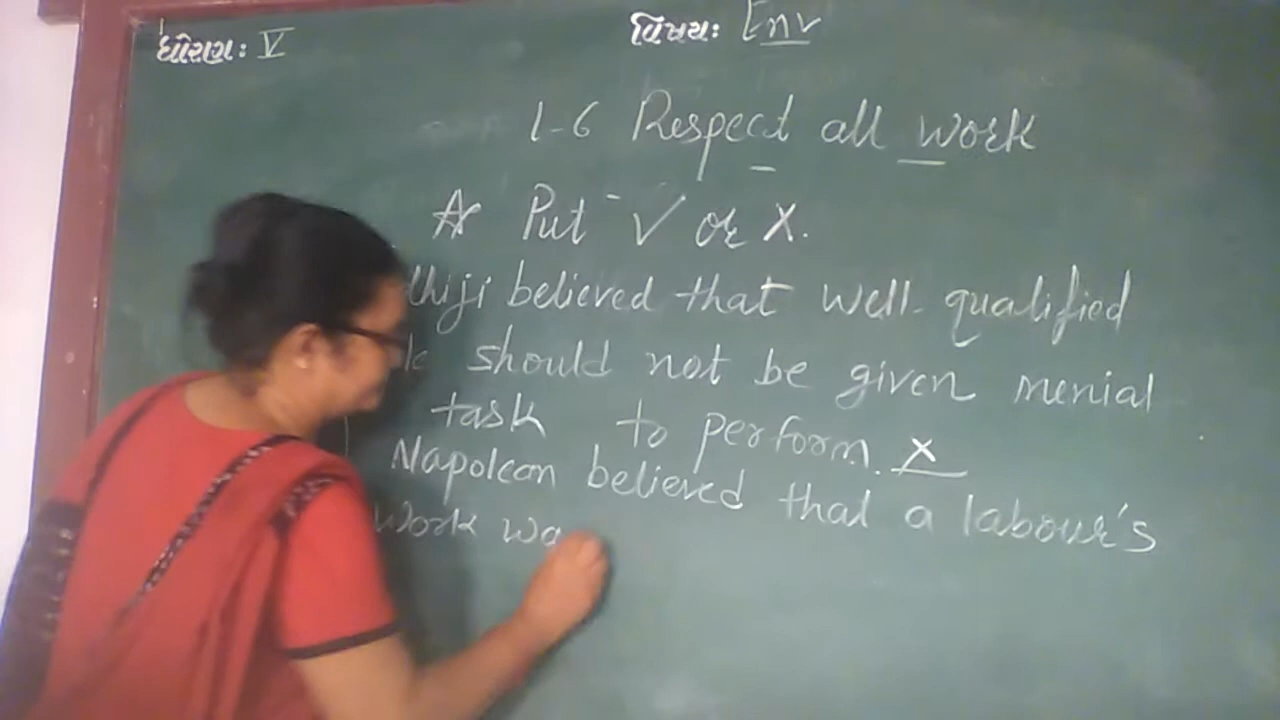 ધોરણ: V
વિષય: Env
1-6 Respect all work
A Put ✓ or X.
believed that well-qualified
should not be given menial
task to perform. X
Napolean believed that a labour's
work wa